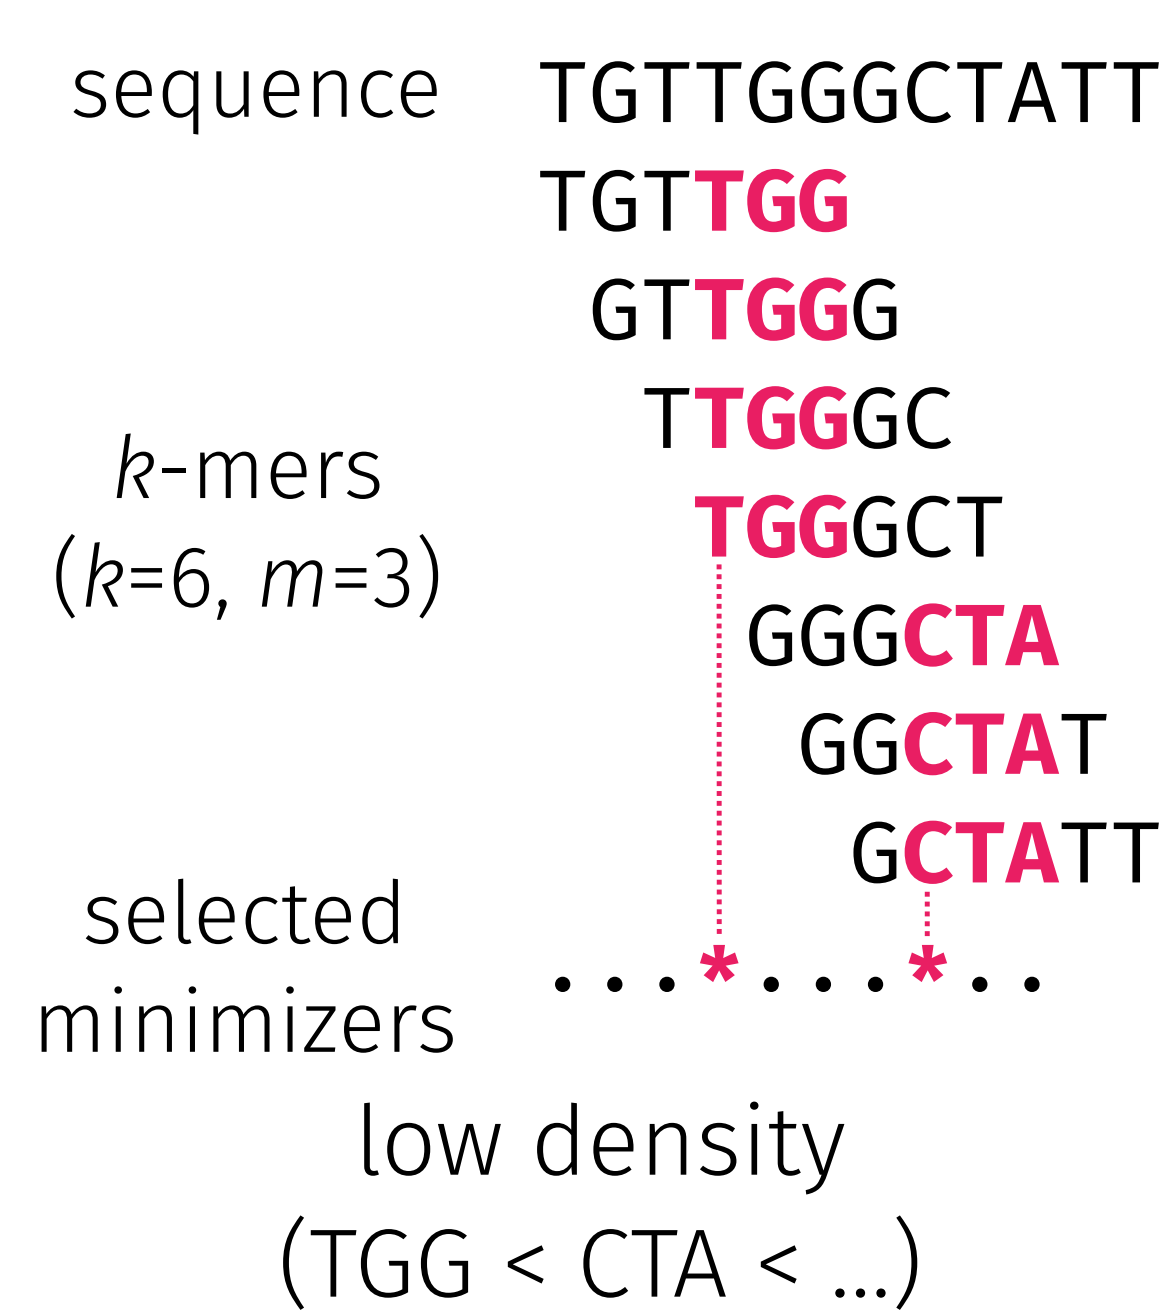 sequence TGTTGGGCTATT
TGTTGG
GTTGGG
TTGGGC
k-mers
TGGGCT
(k=6, m=3)
GGGCTA
GGCTAT
GCTATT
selected
minimizers
...*...*..
low density
(TGG < CTA < ...)